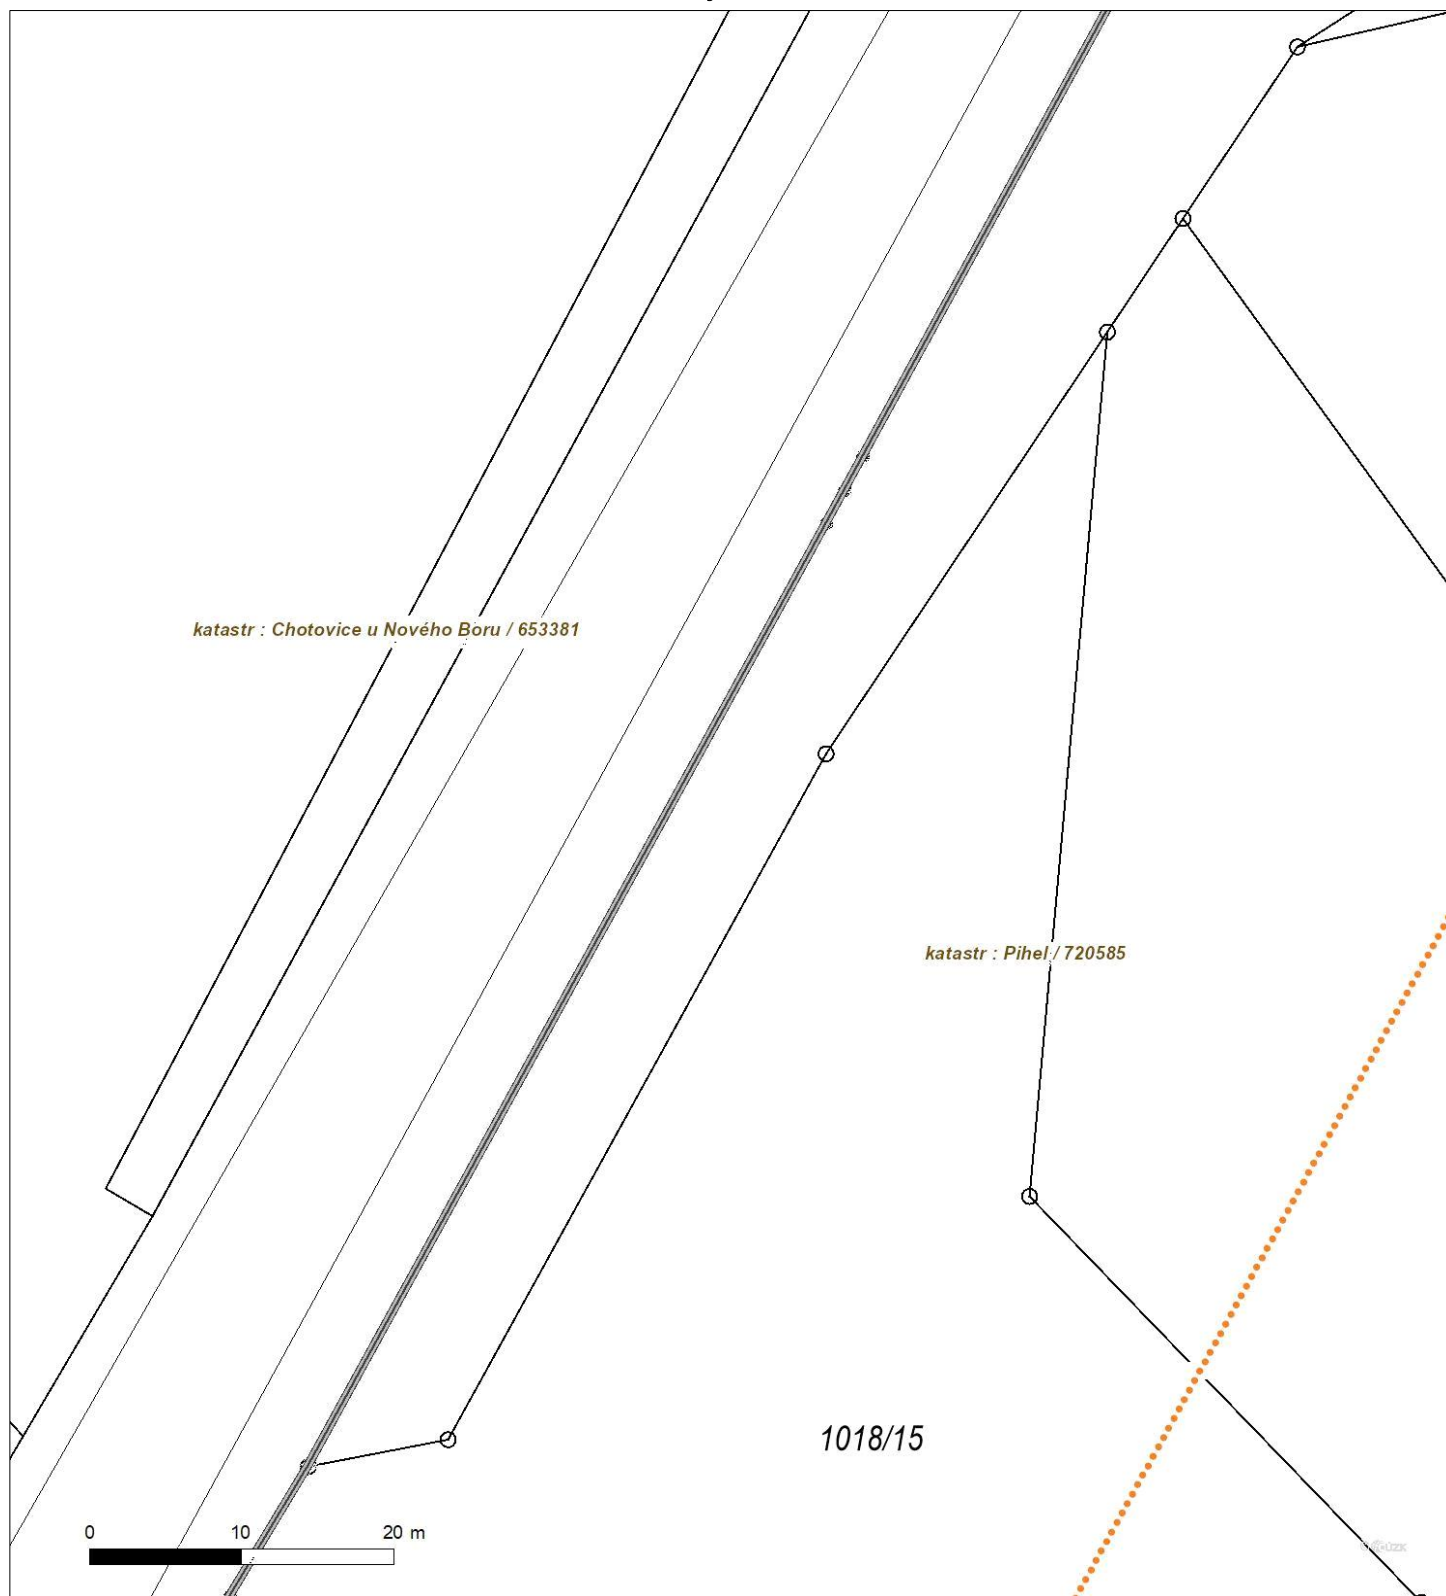 katastr : Chotovice u Nového Boru / 653381
katastr : Pihel / 720585
1018/15
0 10 20 m